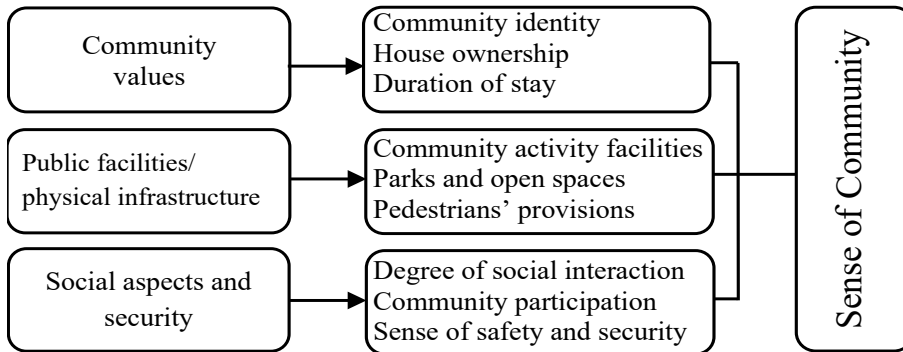 Community
values
Community identity
House ownership
Duration of stay
Public facilities/
physical infrastructure
Community activity facilities
Parks and open spaces
Pedestrians’ provisions
Social aspects and
security
Degree of social interaction
Community participation
Sense of safety and security
Sense of Community